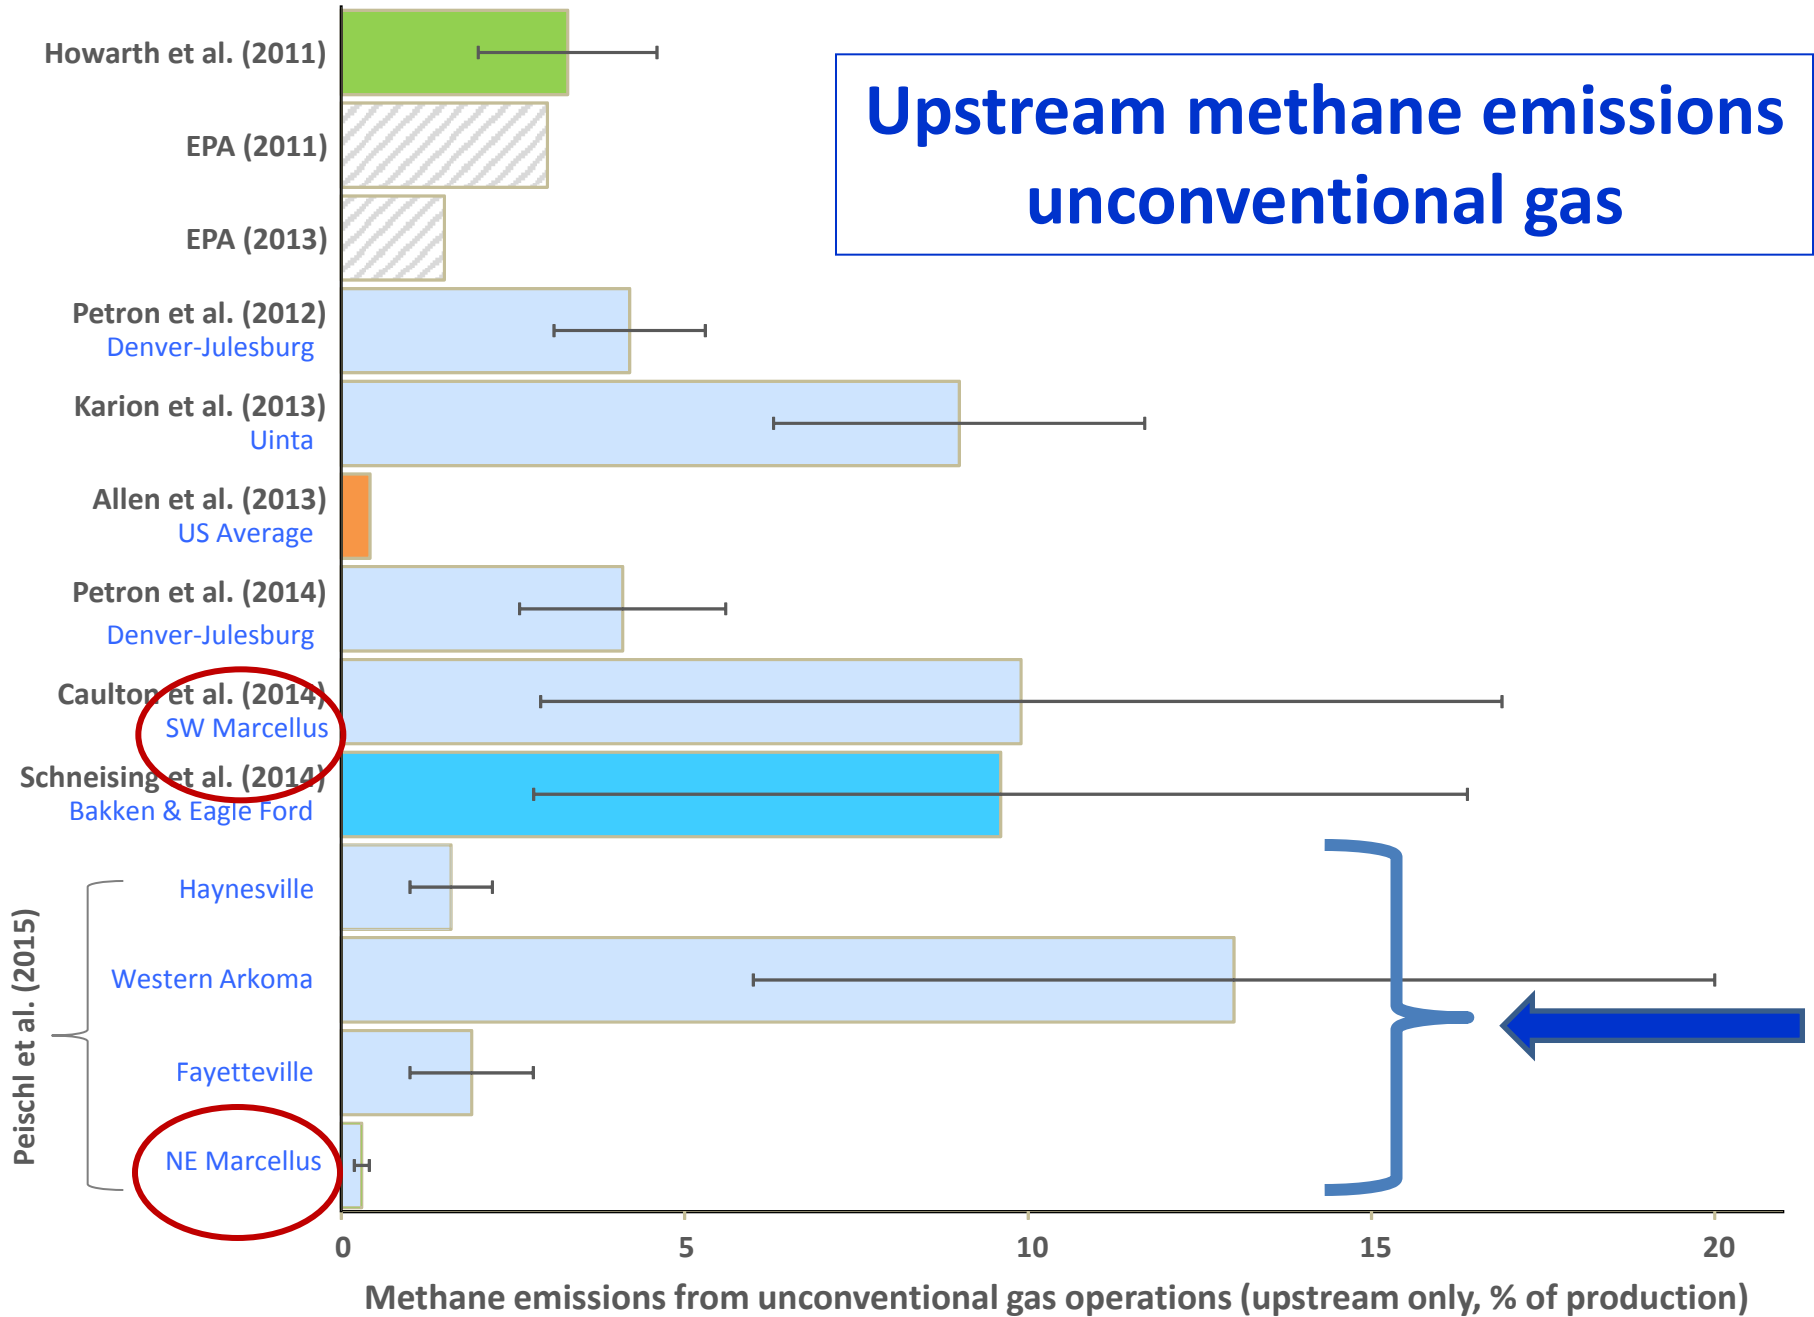 Upstream methane emissions
unconventional gas
Howarth et al. (2011)
EPA (2011)
EPA (2013)
Petron et al. (2012)
Denver-Julesburg
Karion et al. (2013)
Uinta
Allen et al. (2013)
US Average
Petron et al. (2014)
Denver-Julesburg
Caulton et al. (2014)
SW Marcellus
Schneising et al. (2014)
Bakken & Eagle Ford
Peischl et al. (2015)
Haynesville
Western Arkoma
Fayetteville
NE Marcellus
0 5 10 15 20
Methane emissions from unconventional gas operations (upstream only, % of production)